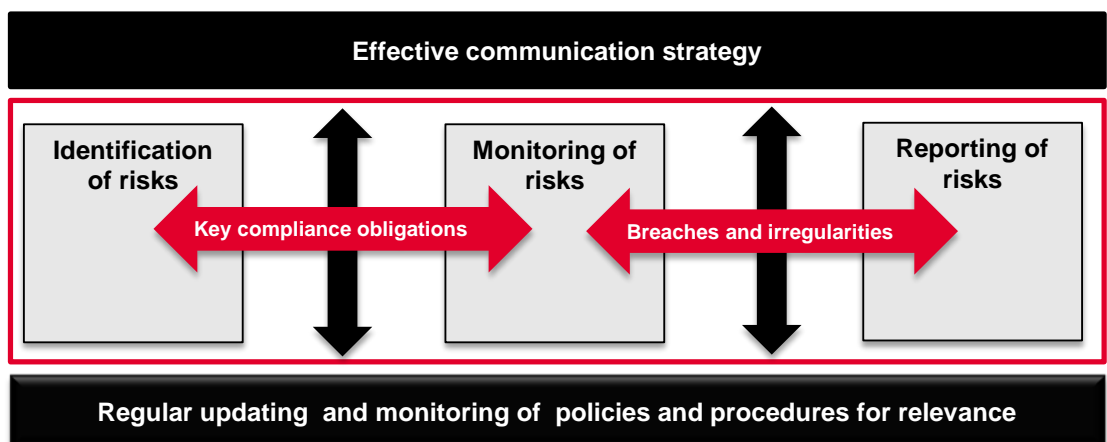 Effective communication strategy
Identification
of risks
Monitoring of
risks
Reporting of
risks
Key compliance obligations
Breaches and irregularities
Regular updating  and monitoring of  policies and procedures for relevance